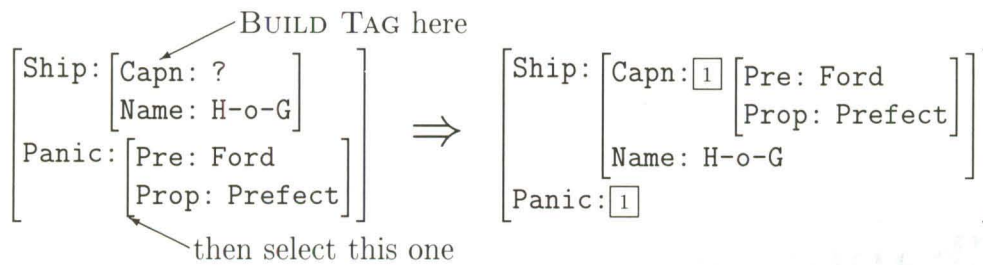 BUILD TAG here
Ship: Capn: ?
Name: H-o-G
Panic: Pre: Ford
Prop: Prefect
then select this one
⇒
Ship: Capn: 1 Pre: Ford
Prop: Prefect
Name: H-o-G
Panic: 1